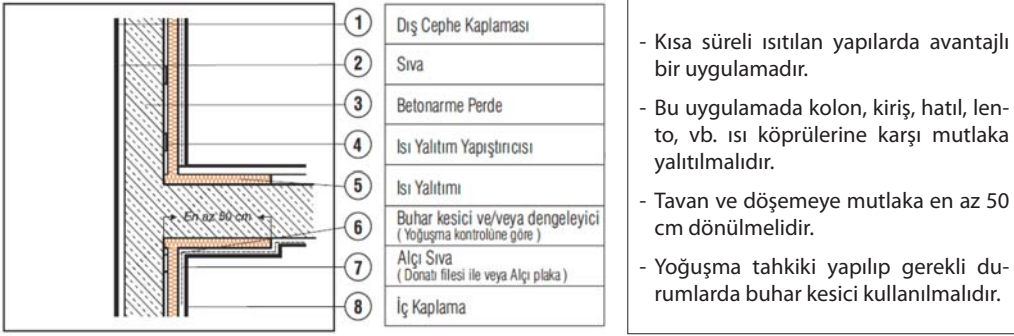 1 Dış Cephe Kaplaması
2 Sıva
3 Betonarme Perde
4 Isı Yalıtım Yapıştırıcısı
5 Isı Yalıtımı
6 Buhar kesici ve/veya dengeleyici
( Yoğuşma kontrolüne göre )
7 Alçı Sıva
( Donatı filesi ile veya Alçı plaka )
8 İç Kaplama
En az 50 cm
- Kısa süreli ısıtılan yapılarda avantajlı
bir uygulamadır.
- Bu uygulamada kolon, kiriş, hatıl, len-
to, vb. ısı köprülerine karşı mutlaka
yalıtılmalıdır.
- Tavan ve döşemeye mutlaka en az 50
cm dönülmelidir.
- Yoğuşma tahkiki yapılıp gerekli du-
rumlarda buhar kesici kullanılmalıdır.